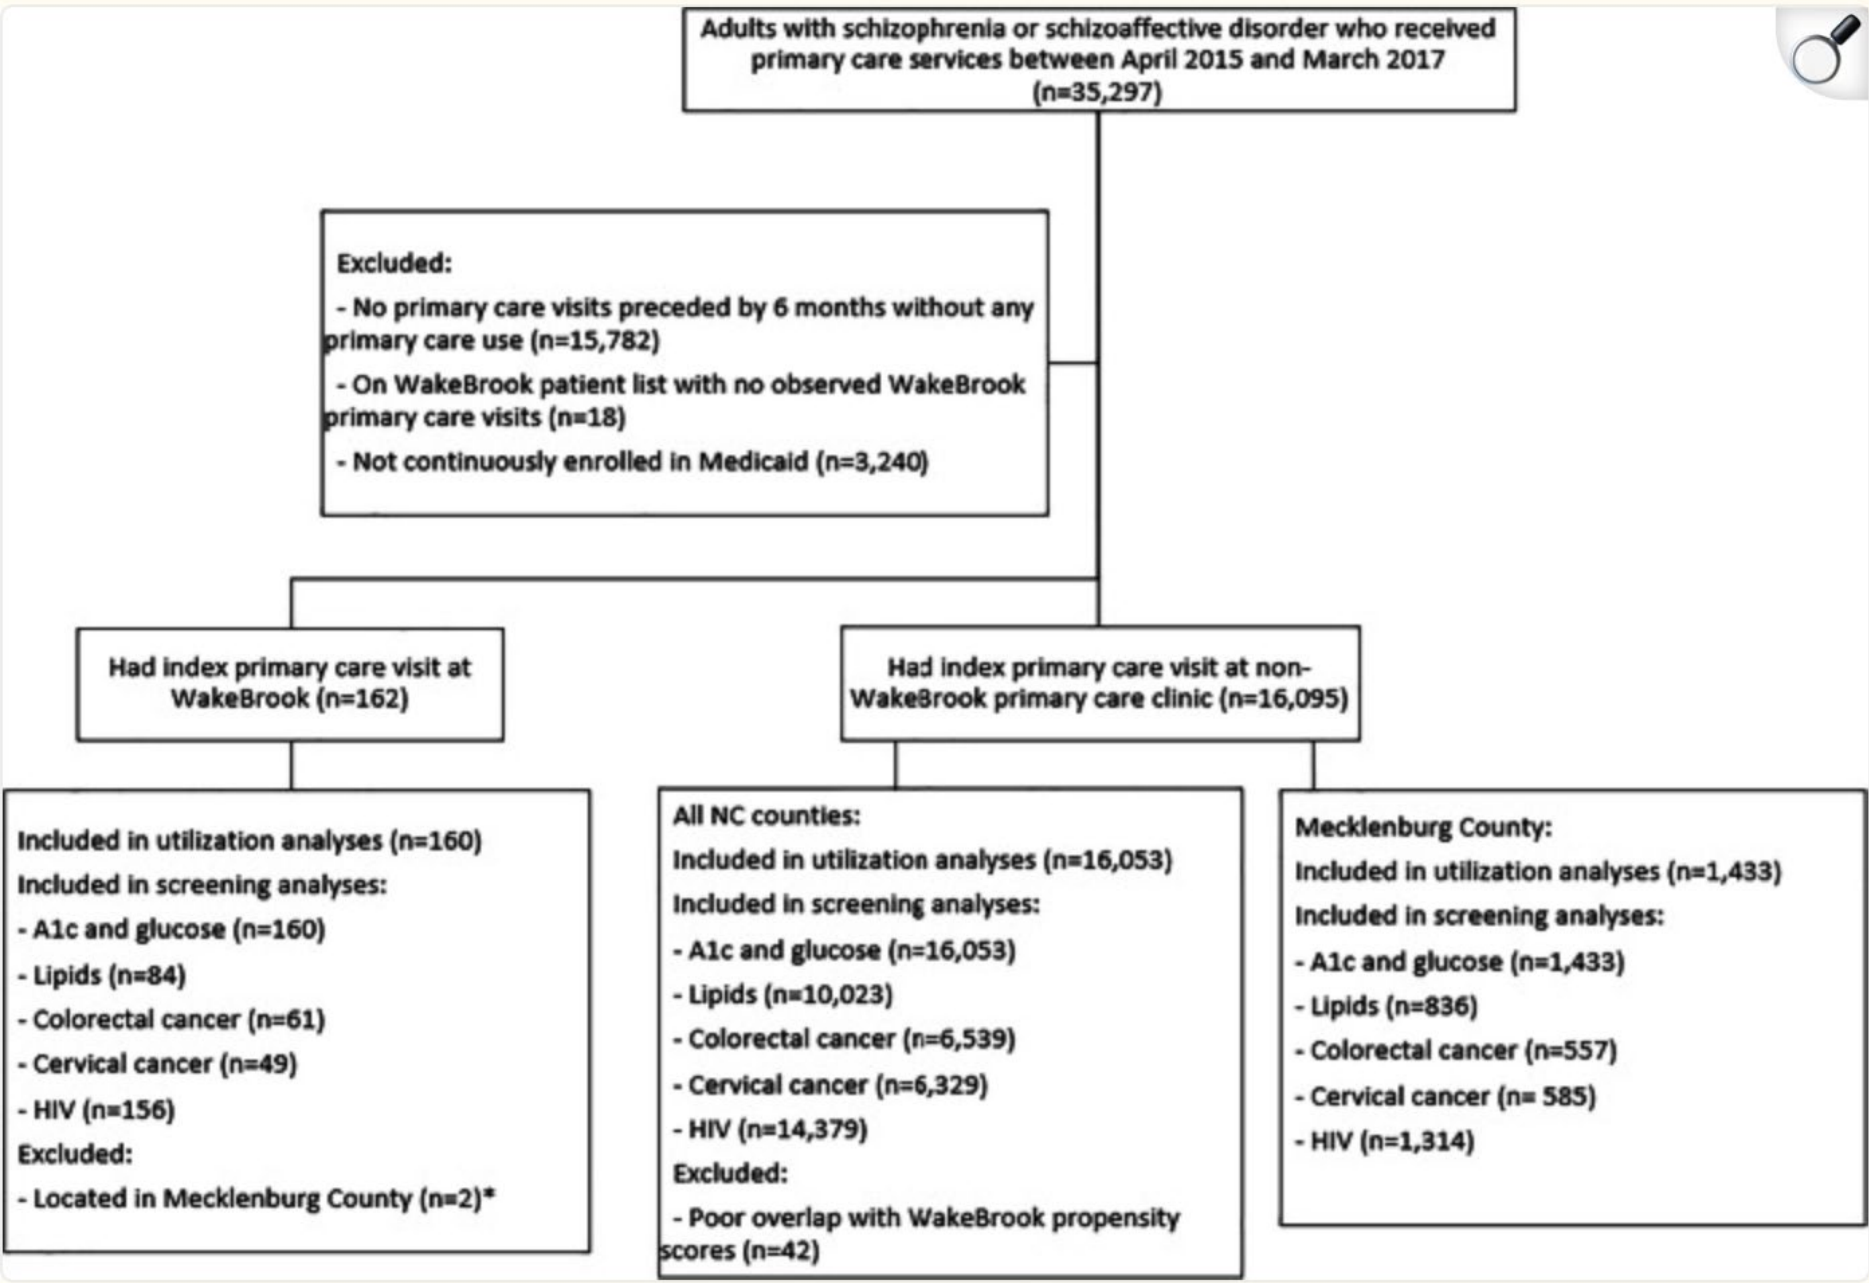 Adults with schizophrenia or schizoaffective disorder who received
primary care services between April 2015 and March 2017
(n=35,297)
Excluded:
- No primary care visits preceded by 6 months without any
primary care use (n=15,782)
- On WakeBrook patient list with no observed WakeBrook
primary care visits (n=18)
- Not continuously enrolled in Medicaid (n=3,240)
Had index primary care visit at
WakeBrook (n=162)
Had index primary care visit at non-
WakeBrook primary care clinic (n=16,095)
Included in utilization analyses (n=160)
Included in screening analyses:
- A1c and glucose (n=160)
- Lipids (n=84)
- Colorectal cancer (n=61)
- Cervical cancer (n=49)
- HIV (n=156)
Excluded:
- Located in Mecklenburg County (n=2)*
All NC counties:
Included in utilization analyses (n=16,053)
Included in screening analyses:
- A1c and glucose (n=16,053)
- Lipids (n=10,023)
- Colorectal cancer (n=6,539)
- Cervical cancer (n=6,329)
- HIV (n=14,379)
Excluded:
- Poor overlap with WakeBrook propensity
scores (n=42)
Mecklenburg County:
Included in utilization analyses (n=1,433)
Included in screening analyses:
- A1c and glucose (n=1,433)
- Lipids (n=836)
- Colorectal cancer (n=557)
- Cervical cancer (n= 585)
- HIV (n=1,314)